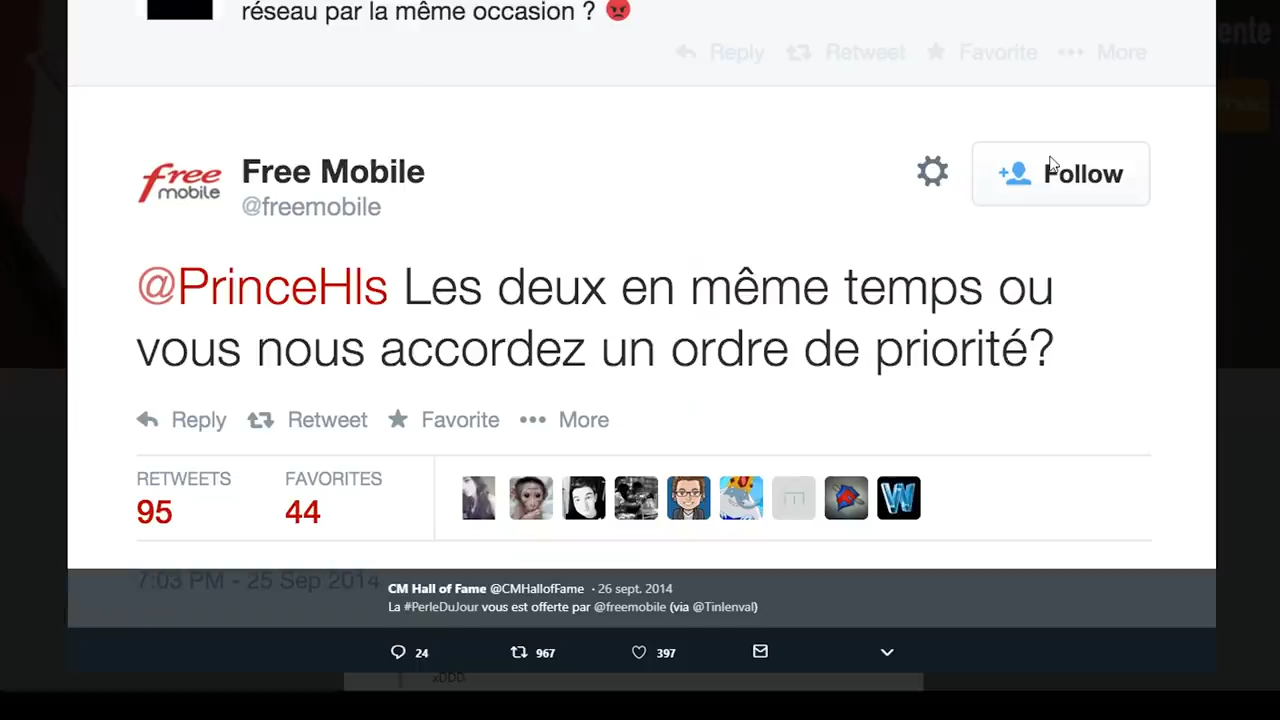 réseau par la même occasion ? 😡
Reply Retweet Favorite More
ente
free
mobile
Free Mobile
@freemobile
Follow
@PrinceHls Les deux en même temps ou
vous nous accordez un ordre de priorité?
Reply Retweet Favorite More
RETWEETS FAVORITES
95 44
W
7:03 PM - 25 Sep 2014
CM Hall of Fame @CMHallofFame · 26 sept. 2014
La #PerleDuJour vous est offerte par @freemobile (via @Tinlenval)
24 967 397
xDDD